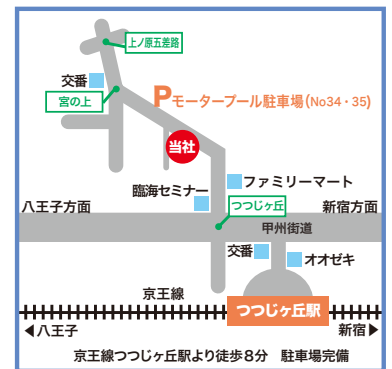 上ノ原五差路
交番
宮の上
Pモータープール駐車場(No34・35)
当社
臨海セミナー
ファミリーマート
八王子方面
つつじヶ丘
新宿方面
甲州街道
交番
オオゼキ
京王線
つつじヶ丘駅
◀八王子
新宿▶
京王線つつじヶ丘駅より徒歩8分 駐車場完備